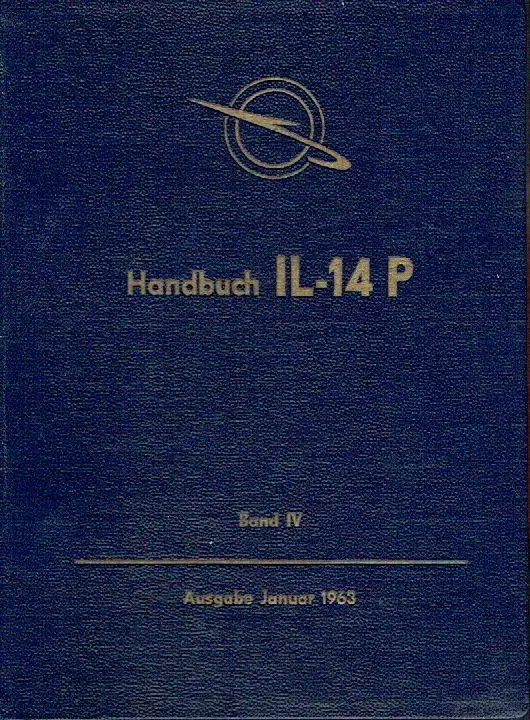 Handbuch IL-14 P
Band IV
Ausgabe Januar 1963